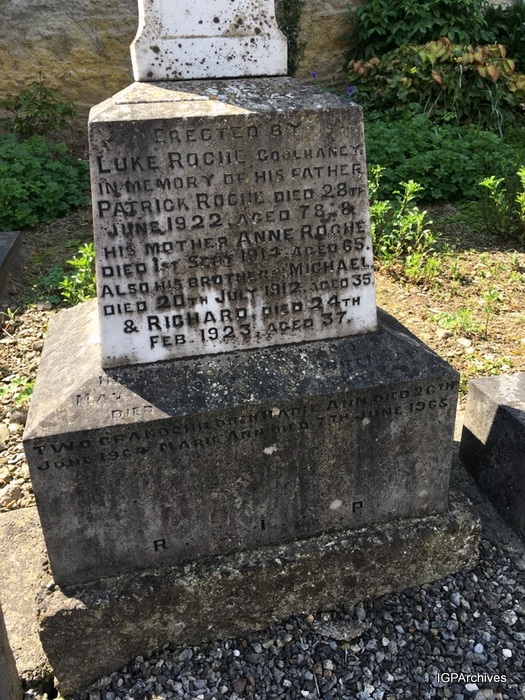 ERECTED BY
LUKE ROCHE COOLHANEY
IN MEMORY OF HIS FATHER
PATRICK ROCHE DIED 28TH
JUNE 1922 AGED 78 &
HIS MOTHER ANNE ROCHE
DIED 1ST SEPT 1914 AGED 65.
ALSO HIS BROTHERS MICHAEL
DIED 20TH JULY 1912 AGED 35
& RICHARD DIED 24TH
FEB. 1923, AGED 37.
DIED
TWO GRANDCHILDREN MARIE ANN DIED 26TH
JUNE 1964 MARIE ANN DIED 7TH JUNE 1965
R I P
IGPArchives